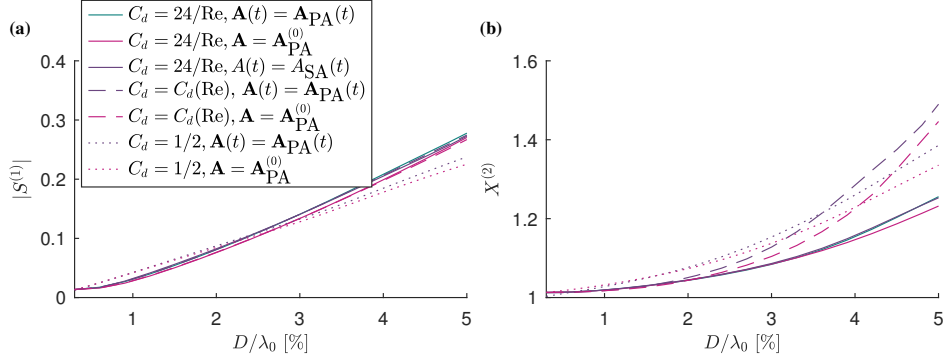 (a)
C_d = 24/Re, A(t) = A_PA(t)
C_d = 24/Re, A = A_PA^(0)
C_d = 24/Re, A(t) = A_SA(t)
C_d = C_d(Re), A(t) = A_PA(t)
C_d = C_d(Re), A = A_PA^(0)
C_d = 1/2, A(t) = A_PA(t)
C_d = 1/2, A = A_PA^(0)
0.4
0.3
0.2
0.1
0
|S^(1)|
1 2 3 4 5
D/λ_0 [%]
(b)
1.6
1.4
1.2
1
X^(2)
1 2 3 4 5
D/λ_0 [%]